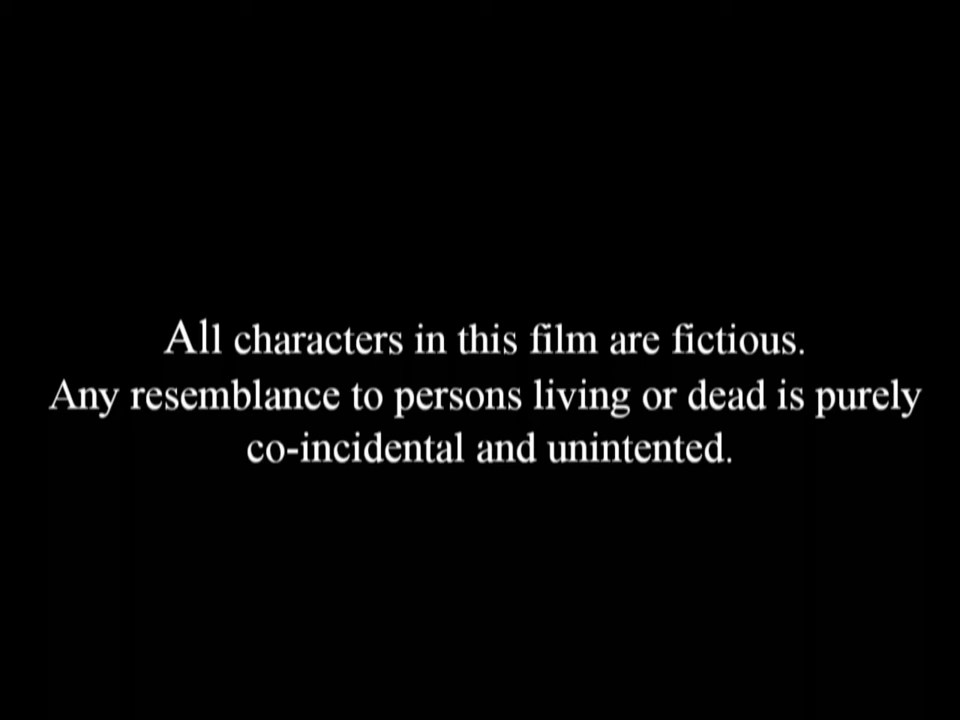 All characters in this film are fictious.
Any resemblance to persons living or dead is purely
co-incidental and unintented.